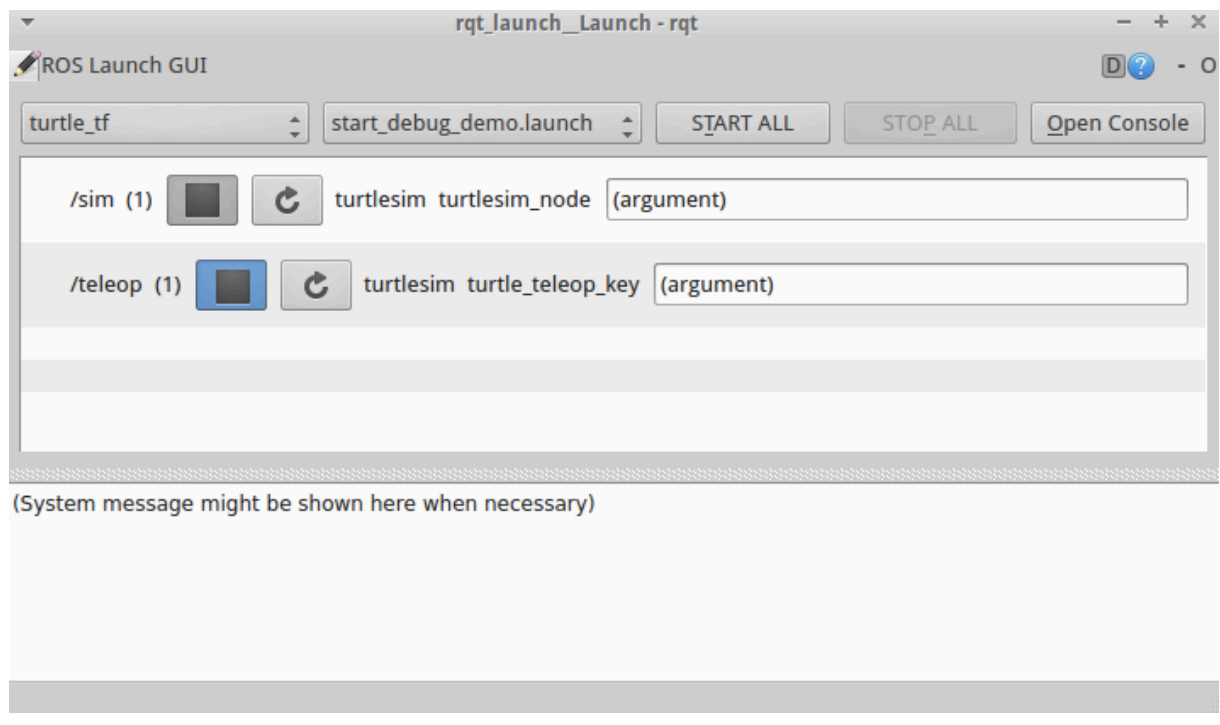 rqt_launch__Launch - rqt
ROS Launch GUI D ? - O
turtle_tf start_debug_demo.launch START ALL STOP ALL Open Console
/sim (1) turtlesim turtlesim_node (argument)
/teleop (1) turtlesim turtle_teleop_key (argument)
(System message might be shown here when necessary)